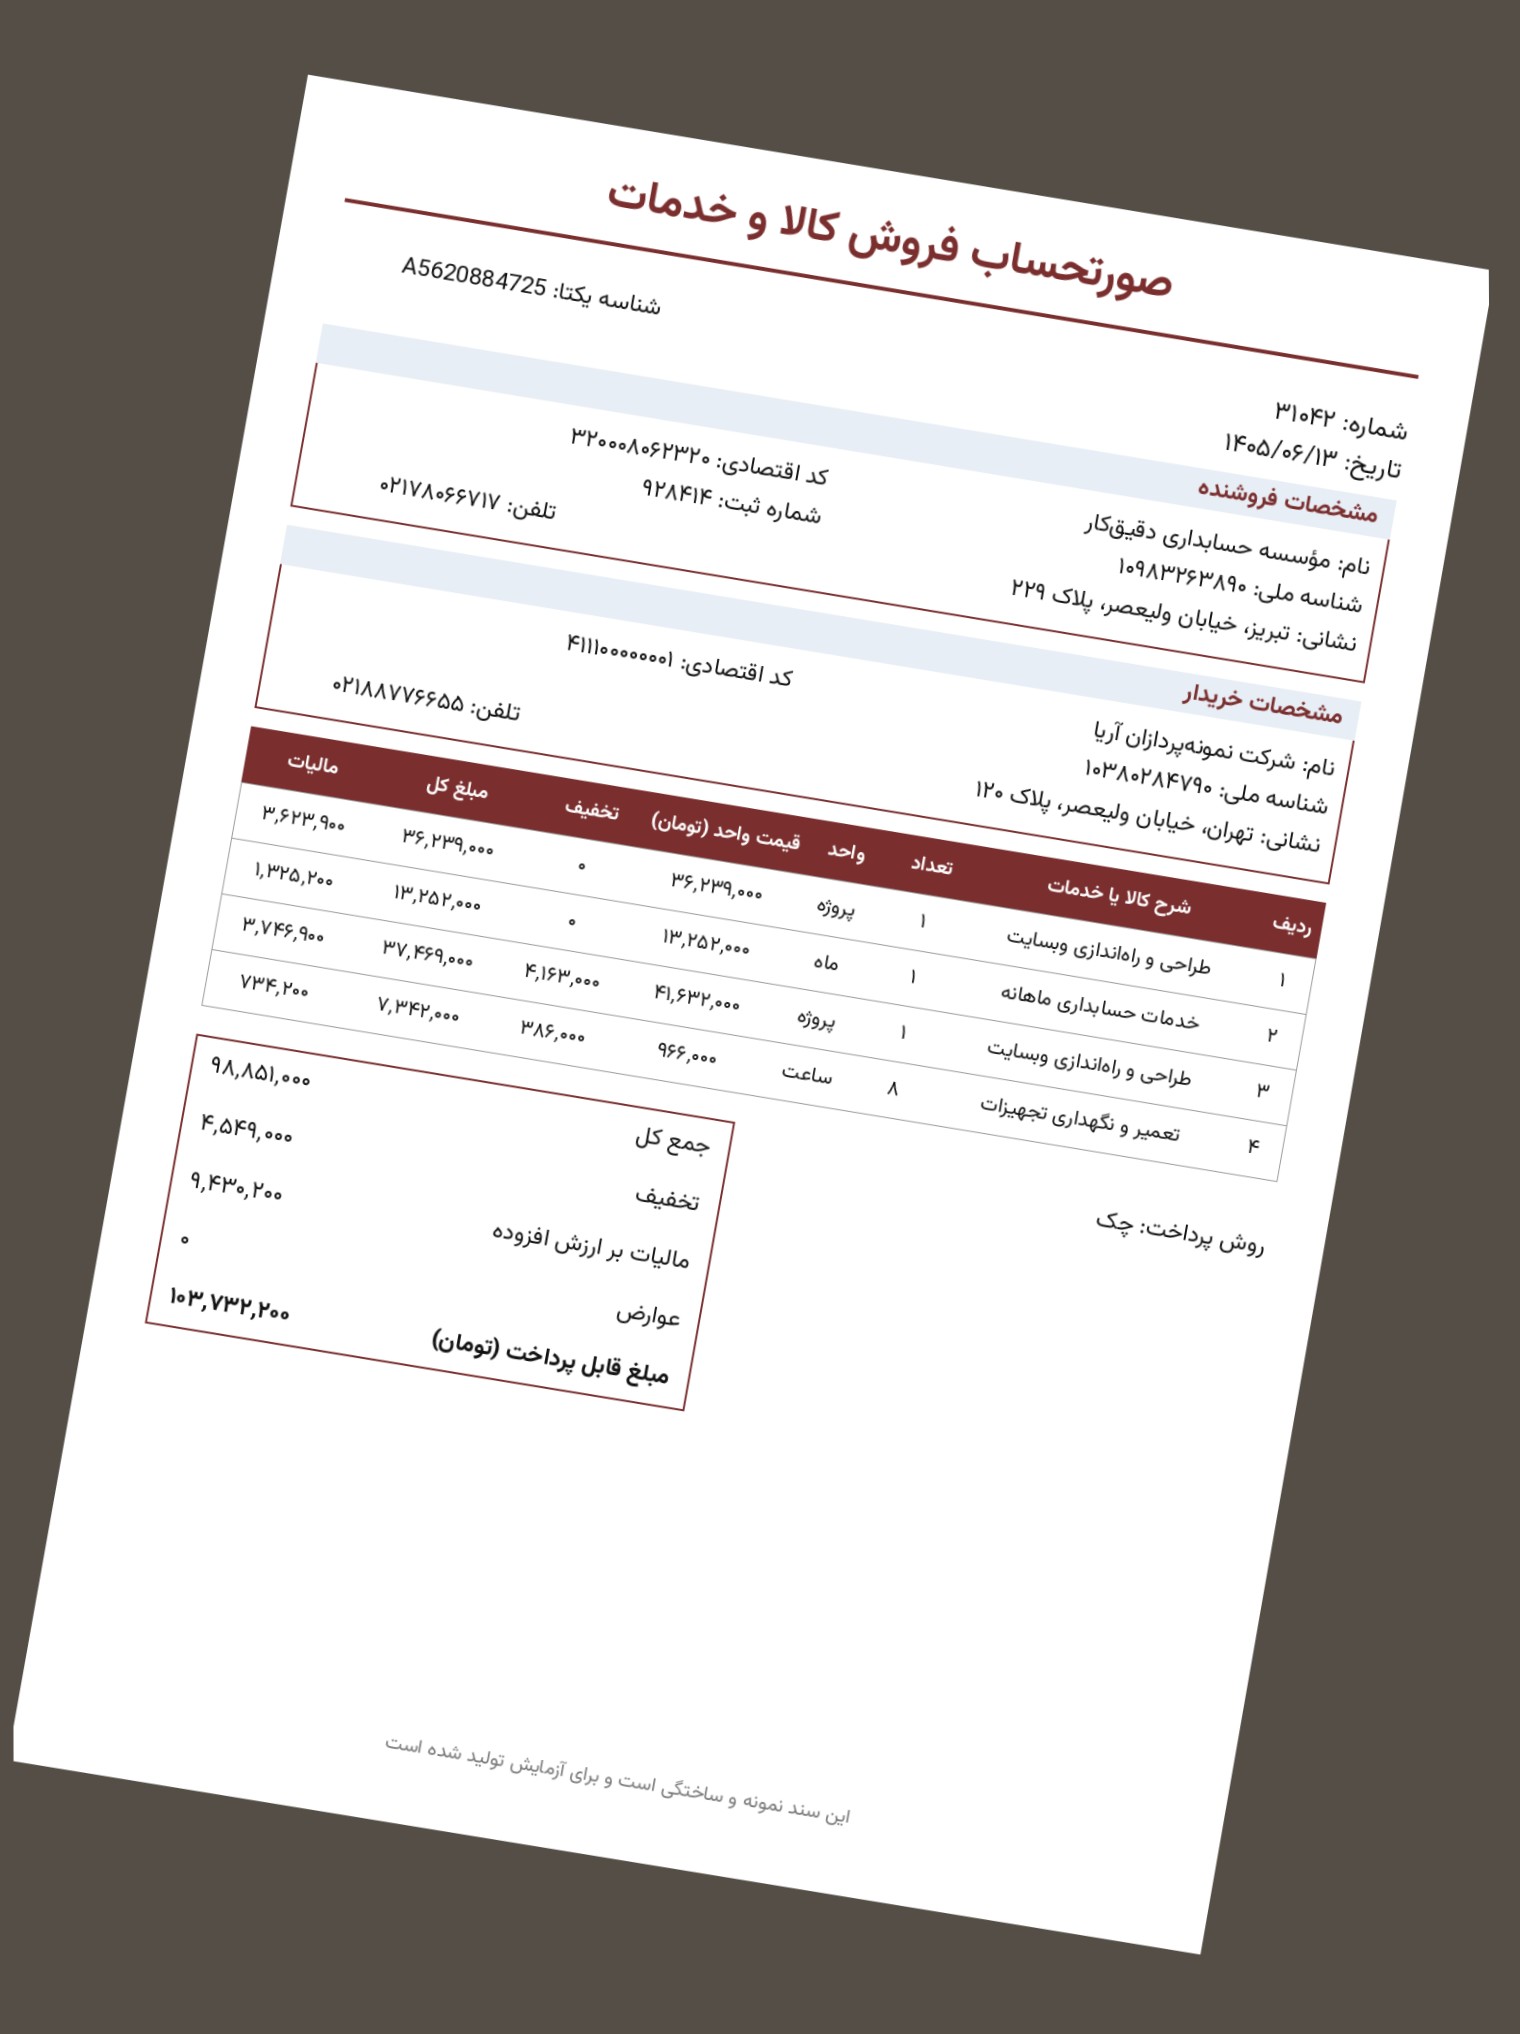 صورتحساب فروش کالا و خدمات
شماره: ۳۱۰۴۲
شناسه یکتا: A5620884725
تاریخ: ۱۴۰۵/۰۶/۱۳
مشخصات فروشنده
نام: مؤسسه حسابداری دقیق‌کار
کد اقتصادی: ۳۲۰۰۰۸۰۶۲۳۲۰
شناسه ملی: ۱۰۹۸۳۲۶۳۸۹۰
شماره ثبت: ۹۲۸۴۱۴
نشانی: تبریز، خیابان ولیعصر، پلاک ۲۲۹
تلفن: ۰۲۱۷۸۰۶۶۷۱۷
مشخصات خریدار
نام: شرکت نمونه‌پردازان آریا
کد اقتصادی: ۴۱۱۱۰۰۰۰۰۰۰۱
شناسه ملی: ۱۰۳۸۰۲۸۴۷۹۰
نشانی: تهران، خیابان ولیعصر، پلاک ۱۲۰
تلفن: ۰۲۱۸۸۷۷۶۶۵۵
ردیف شرح کالا یا خدمات تعداد واحد قیمت واحد (تومان) تخفیف مبلغ کل مالیات
۱ طراحی و راه‌اندازی وبسایت ۱ پروژه ۳۶,۲۳۹,۰۰۰ ۰ ۳۶,۲۳۹,۰۰۰ ۳,۶۲۳,۹۰۰
۲ خدمات حسابداری ماهانه ۱ ماه ۱۳,۲۵۲,۰۰۰ ۰ ۱۳,۲۵۲,۰۰۰ ۱,۳۲۵,۲۰۰
۳ طراحی و راه‌اندازی وبسایت ۱ پروژه ۴۱,۶۳۲,۰۰۰ ۴,۱۶۳,۰۰۰ ۳۷,۴۶۹,۰۰۰ ۳,۷۴۶,۹۰۰
۴ تعمیر و نگهداری تجهیزات ۸ ساعت ۹۶۶,۰۰۰ ۳۸۶,۰۰۰ ۷,۳۴۲,۰۰۰ ۷۳۴,۲۰۰
روش پرداخت: چک
جمع کل ۹۸,۸۵۱,۰۰۰
تخفیف ۴,۵۴۹,۰۰۰
مالیات بر ارزش افزوده ۹,۴۳۰,۲۰۰
عوارض ۰
مبلغ قابل پرداخت (تومان) ۱۰۳,۷۳۲,۲۰۰
این سند نمونه و ساختگی است و برای آزمایش تولید شده است